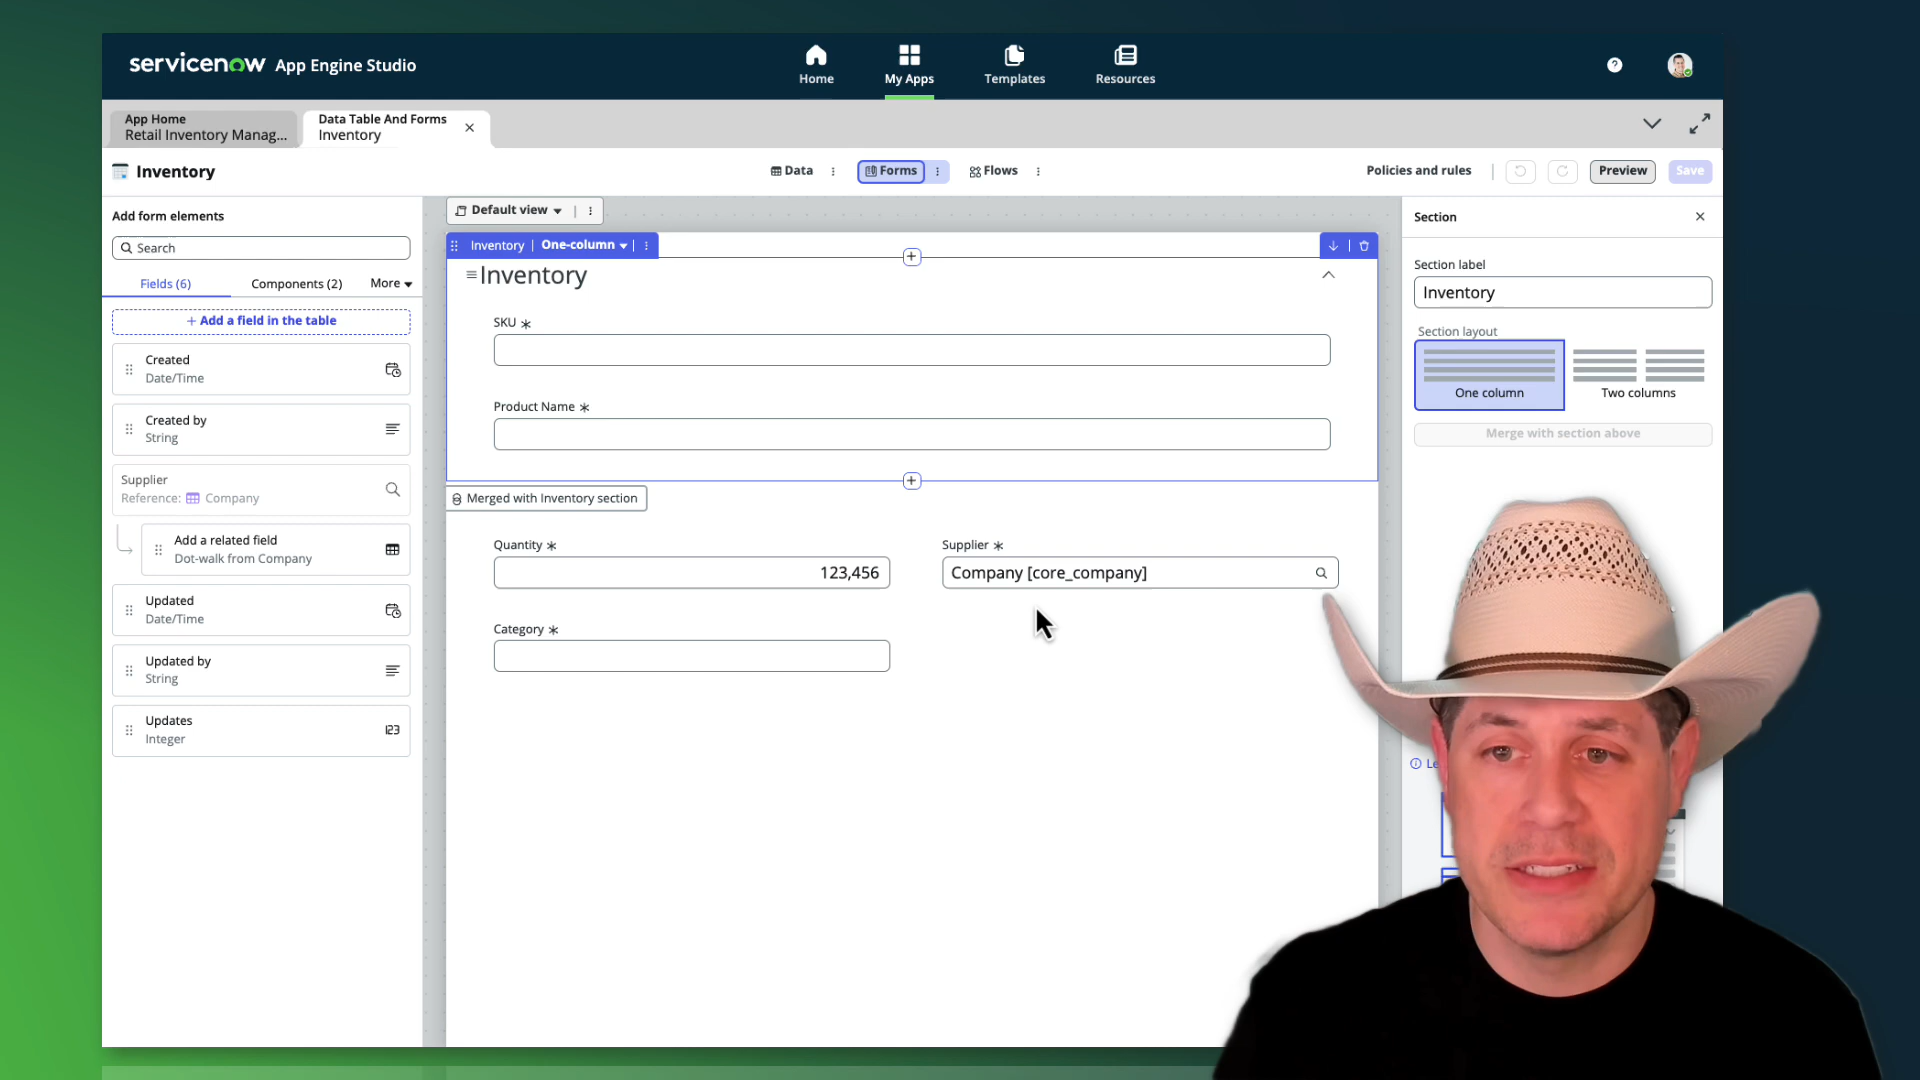 servicenow App Engine Studio
Home
My Apps
Templates
Resources
App Home
Retail Inventory Manag...
Data Table And Forms
Inventory
Inventory
Data
Forms
Flows
Policies and rules
Preview
Save
Add form elements
Search
Fields (6)
Components (2)
More
+ Add a field in the table
Created
Date/Time
Created by
String
Supplier
Reference: Company
Add a related field
Dot-walk from Company
Updated
Date/Time
Updated by
String
Updates
Integer
123
Default view
Inventory | One-column
Inventory
SKU *
Product Name *
Merged with Inventory section
Quantity *
123,456
Supplier *
Company [core_company]
Category *
Section
Section label
Inventory
Section layout
One column
Two columns
Merge with section above